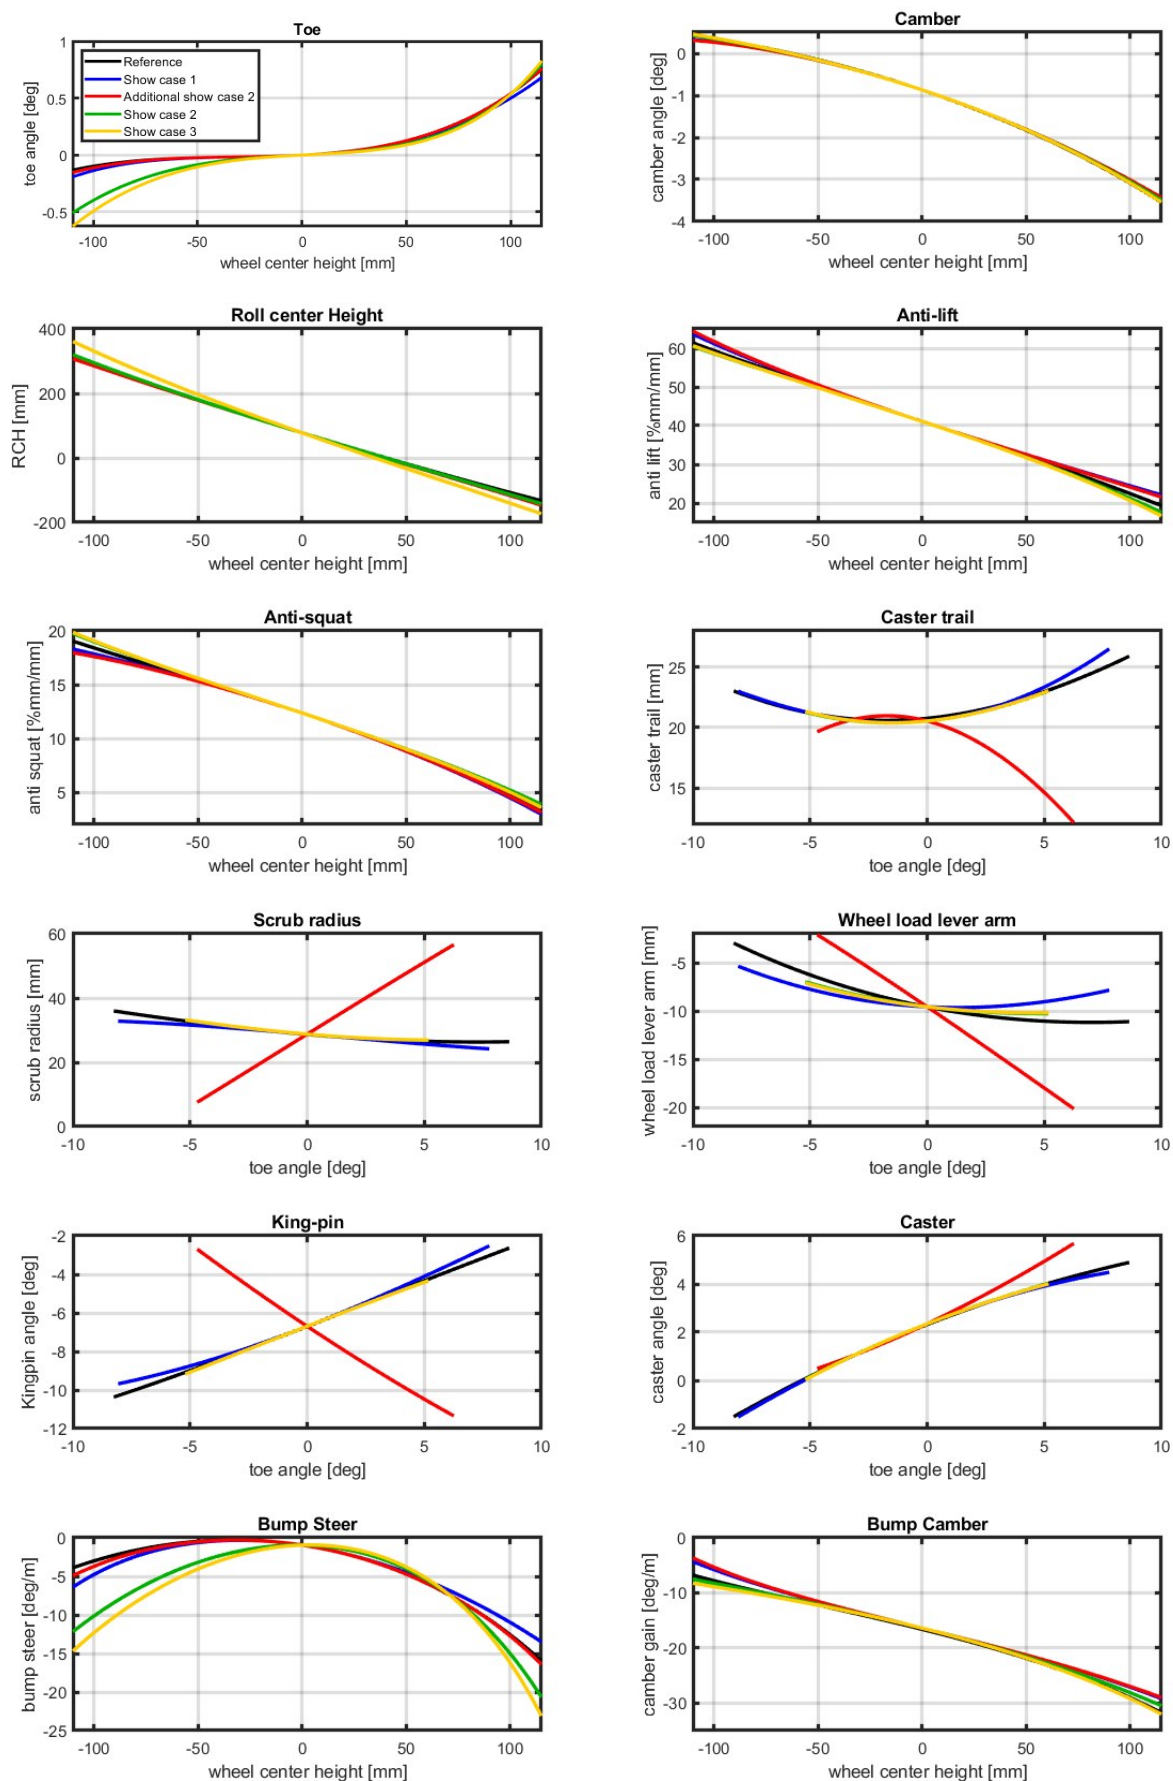 Toe
toe angle [deg]
1
0.5
0
-0.5
Reference
Show case 1
Additional show case 2
Show case 2
Show case 3
-100 -50 0 50 100
wheel center height [mm]
Camber
camber angle [deg]
0
-1
-2
-3
-4
-100 -50 0 50 100
wheel center height [mm]
Roll center Height
RCH [mm]
400
200
0
-200
-100 -50 0 50 100
wheel center height [mm]
Anti-lift
anti lift [%mm/mm]
60
50
40
30
20
-100 -50 0 50 100
wheel center height [mm]
Anti-squat
anti squat [%mm/mm]
20
15
10
5
-100 -50 0 50 100
wheel center height [mm]
Caster trail
caster trail [mm]
25
20
15
-10 -5 0 5 10
toe angle [deg]
Scrub radius
scrub radius [mm]
60
40
20
0
-10 -5 0 5 10
toe angle [deg]
Wheel load lever arm
wheel load lever arm [mm]
-5
-10
-15
-20
-10 -5 0 5 10
toe angle [deg]
King-pin
Kingpin angle [deg]
-2
-4
-6
-8
-10
-12
-10 -5 0 5 10
toe angle [deg]
Caster
caster angle [deg]
6
4
2
0
-2
-10 -5 0 5 10
toe angle [deg]
Bump Steer
bump steer [deg/m]
0
-5
-10
-15
-20
-25
-100 -50 0 50 100
wheel center height [mm]
Bump Camber
camber gain [deg/m]
0
-10
-20
-30
-100 -50 0 50 100
wheel center height [mm]